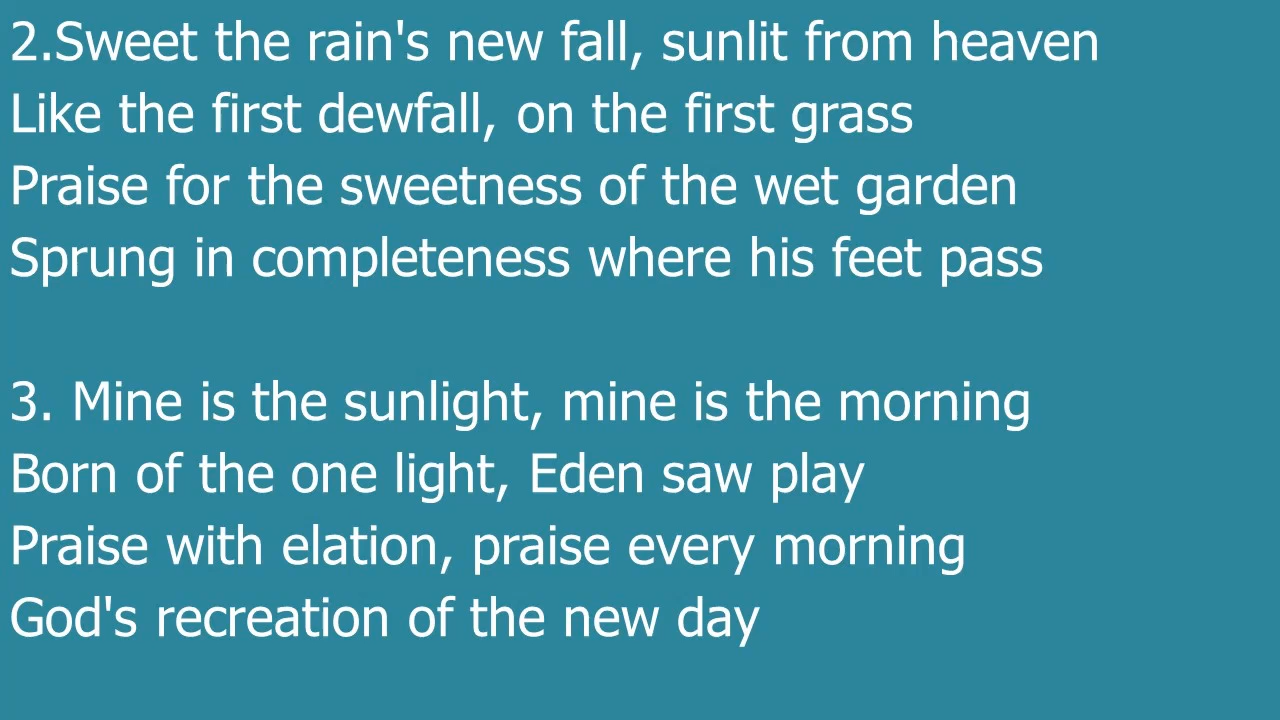 2.Sweet the rain's new fall, sunlit from heaven
Like the first dewfall, on the first grass
Praise for the sweetness of the wet garden
Sprung in completeness where his feet pass
3. Mine is the sunlight, mine is the morning
Born of the one light, Eden saw play
Praise with elation, praise every morning
God's recreation of the new day